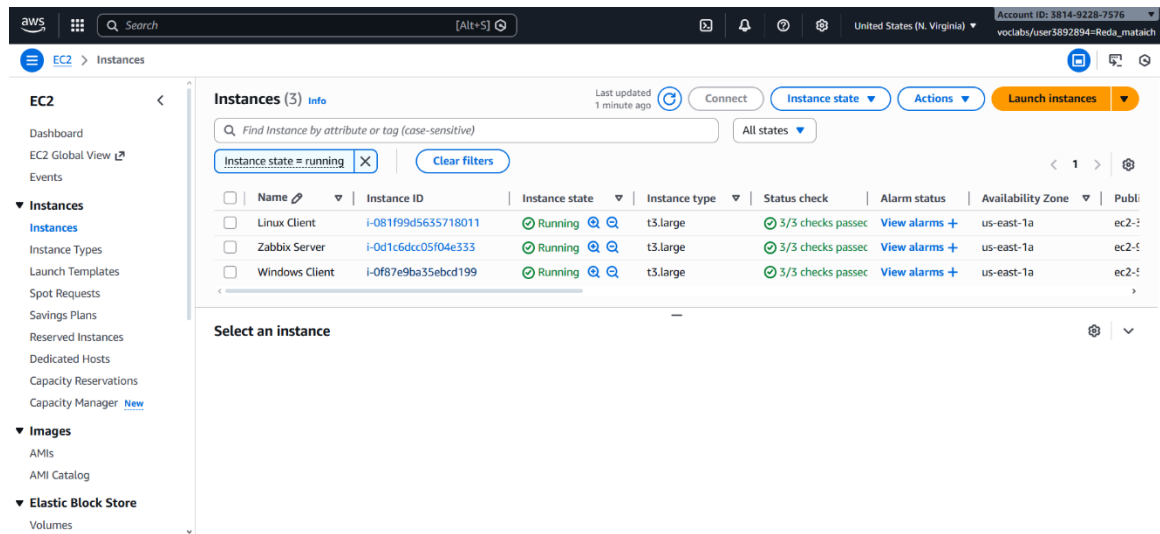 aws
Search [Alt+S] United States (N. Virginia) Account ID: 3814-9228-7576
voclabs/user3892894=Reda_mataich
EC2 > Instances
EC2
Dashboard
EC2 Global View
Events
Instances
Instances
Instance Types
Launch Templates
Spot Requests
Savings Plans
Reserved Instances
Dedicated Hosts
Capacity Reservations
Capacity Manager New
Images
AMIs
AMI Catalog
Elastic Block Store
Volumes
Instances (3) Info
Last updated
1 minute ago
Connect Instance state Actions Launch instances
Find Instance by attribute or tag (case-sensitive) All states
Instance state = running Clear filters
1
Name Instance ID Instance state Instance type Status check Alarm status Availability Zone Publi
Linux Client i-081f99d5635718011 Running t3.large 3/3 checks passec View alarms + us-east-1a
Zabbix Server i-0d1c6dcc05f04e333 Running t3.large 3/3 checks passec View alarms + us-east-1a
Windows Client i-0f87e9ba35ebcd199 Running t3.large 3/3 checks passec View alarms + us-east-1a
Select an instance